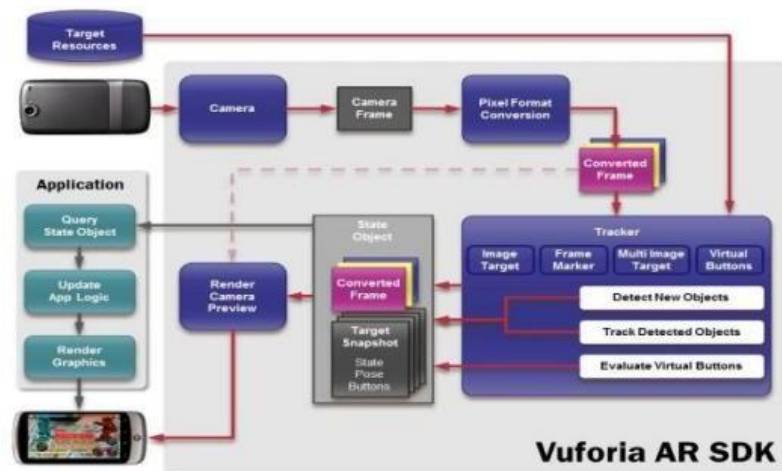 Target
Resources
Camera
Camera
Frame
Pixel Format
Conversion
Converted
Frame
Application
Query
State Object
Update
App Logic
Render
Graphics
Render
Camera
Preview
State
Object
Converted
Frame
Target
Snapshot
State
Pose
Buttons
Tracker
Image
Target
Frame
Marker
Multi Image
Target
Virtual
Buttons
Detect New Objects
Track Detected Objects
Evaluate Virtual Buttons
Vuforia AR SDK